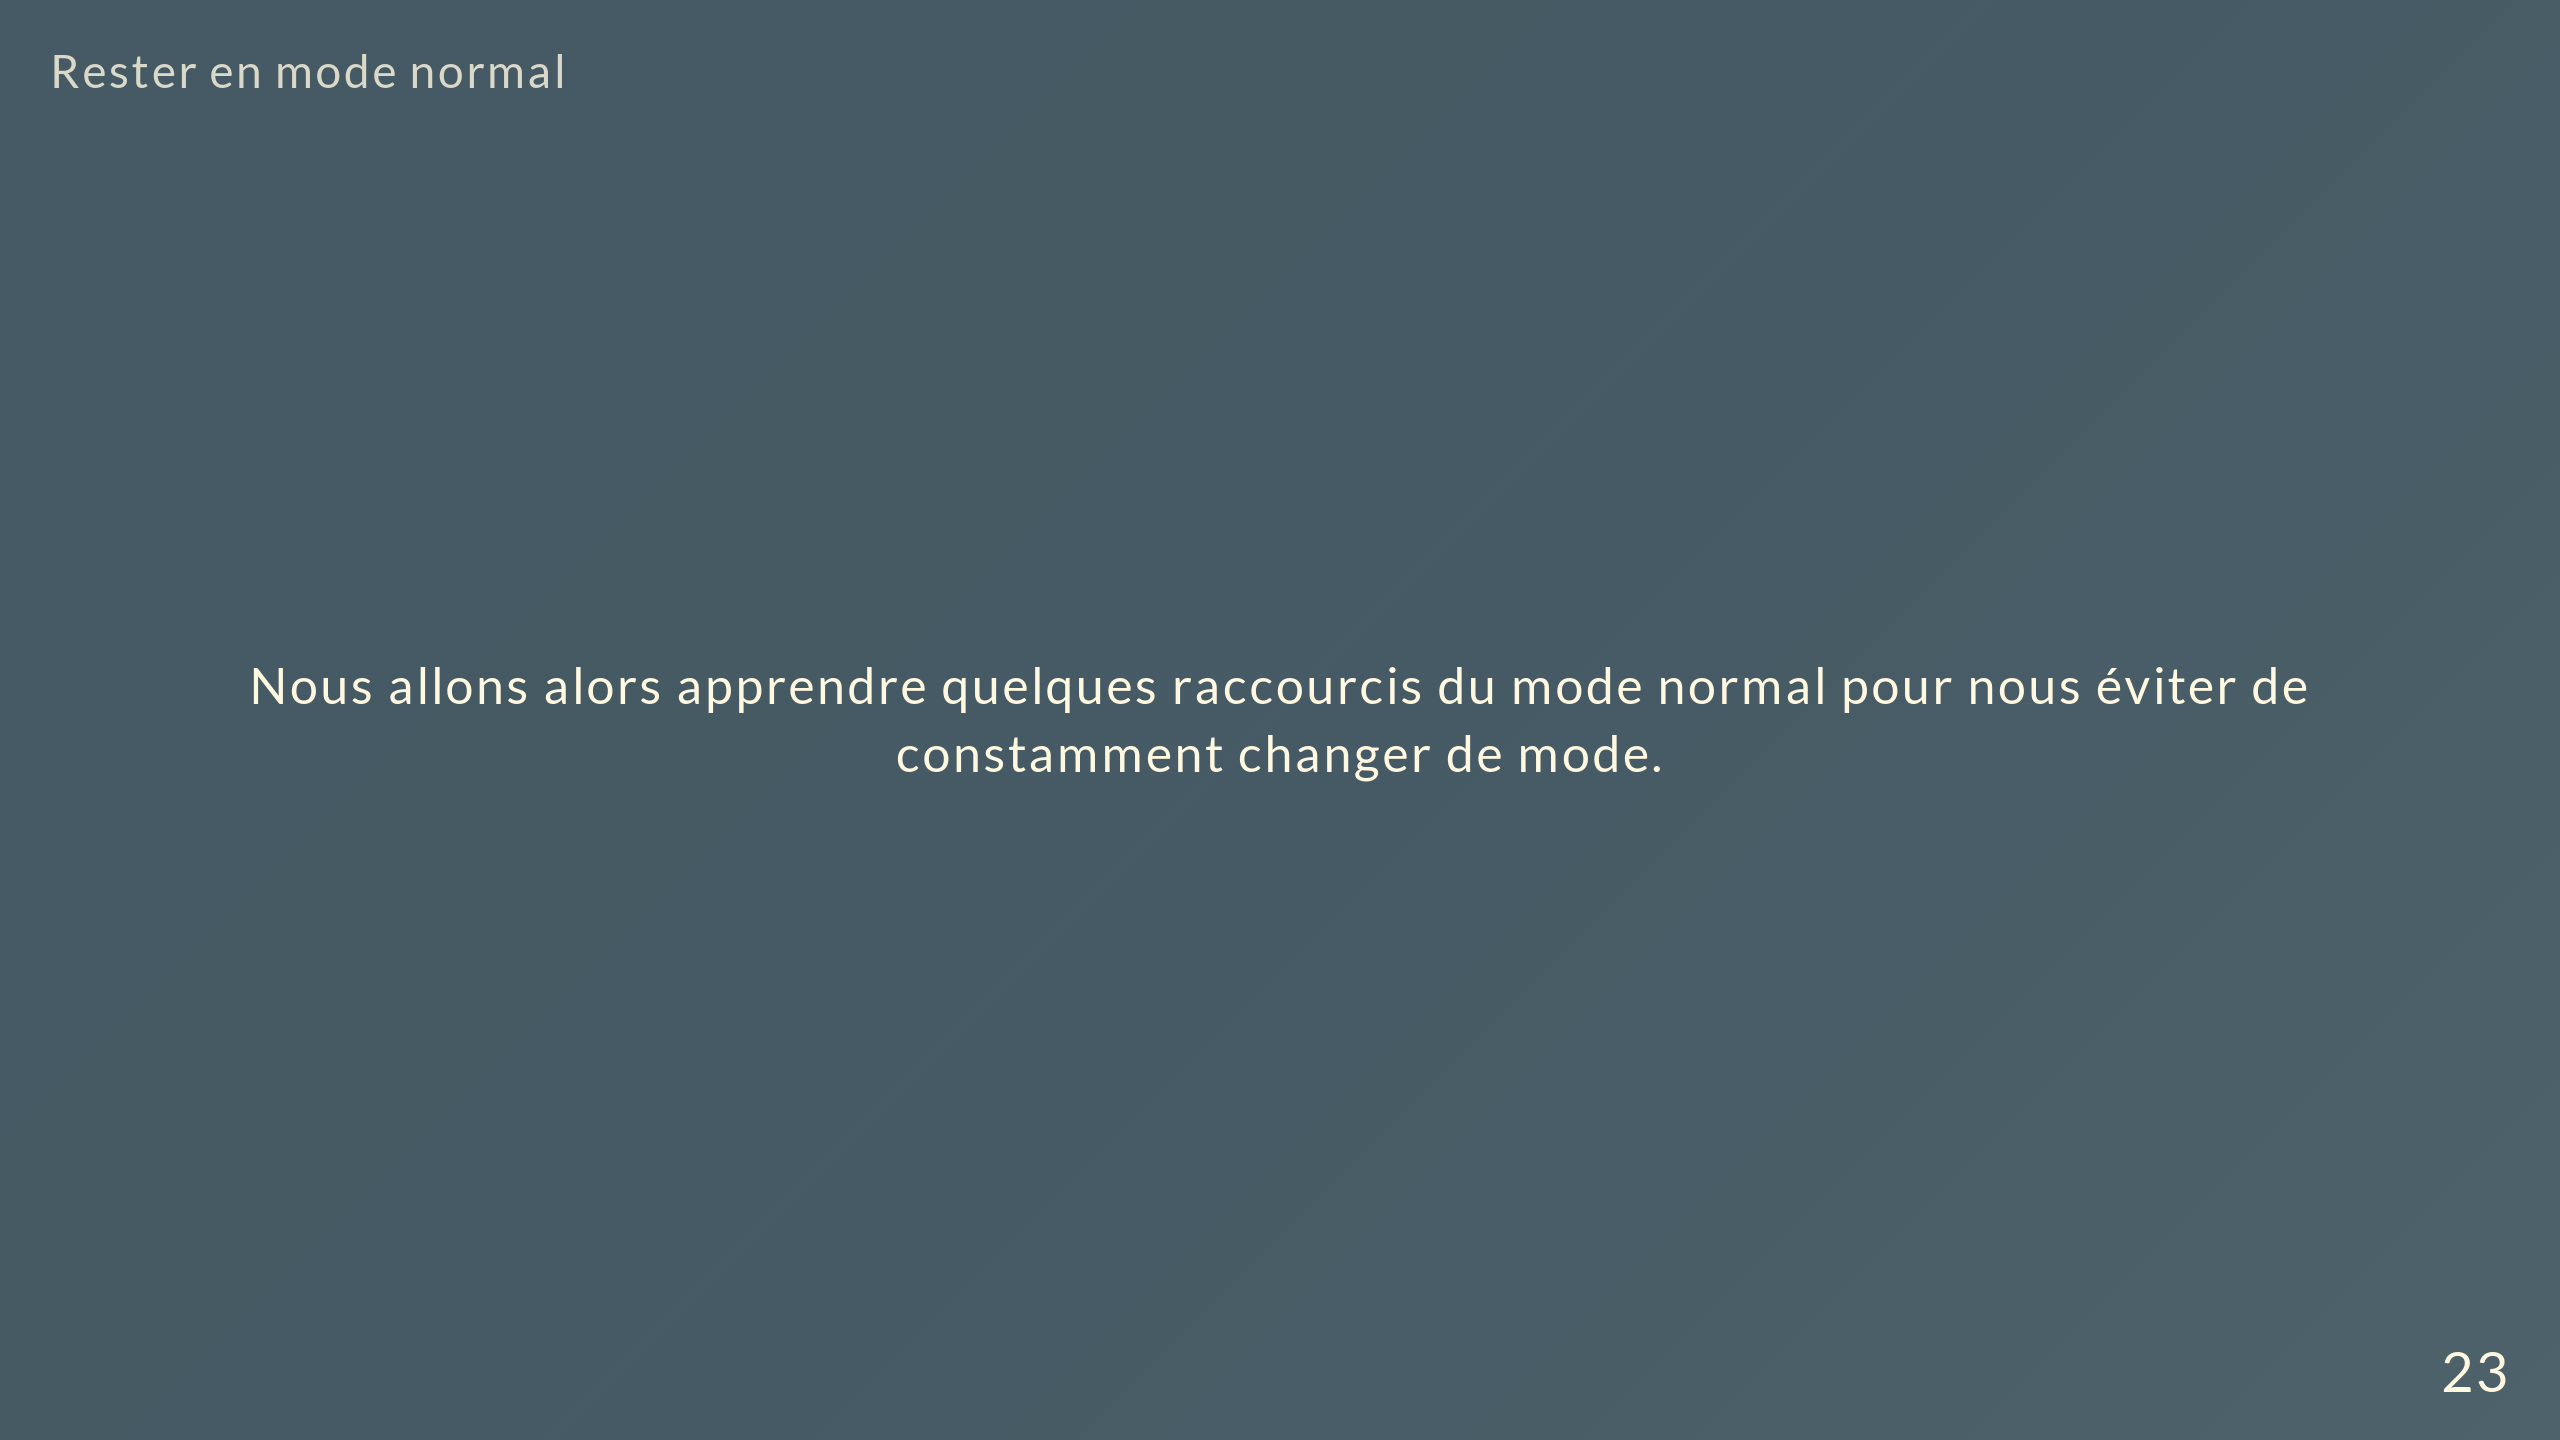 Rester en mode normal
Nous allons alors apprendre quelques raccourcis du mode normal pour nous éviter de
constamment changer de mode.
23